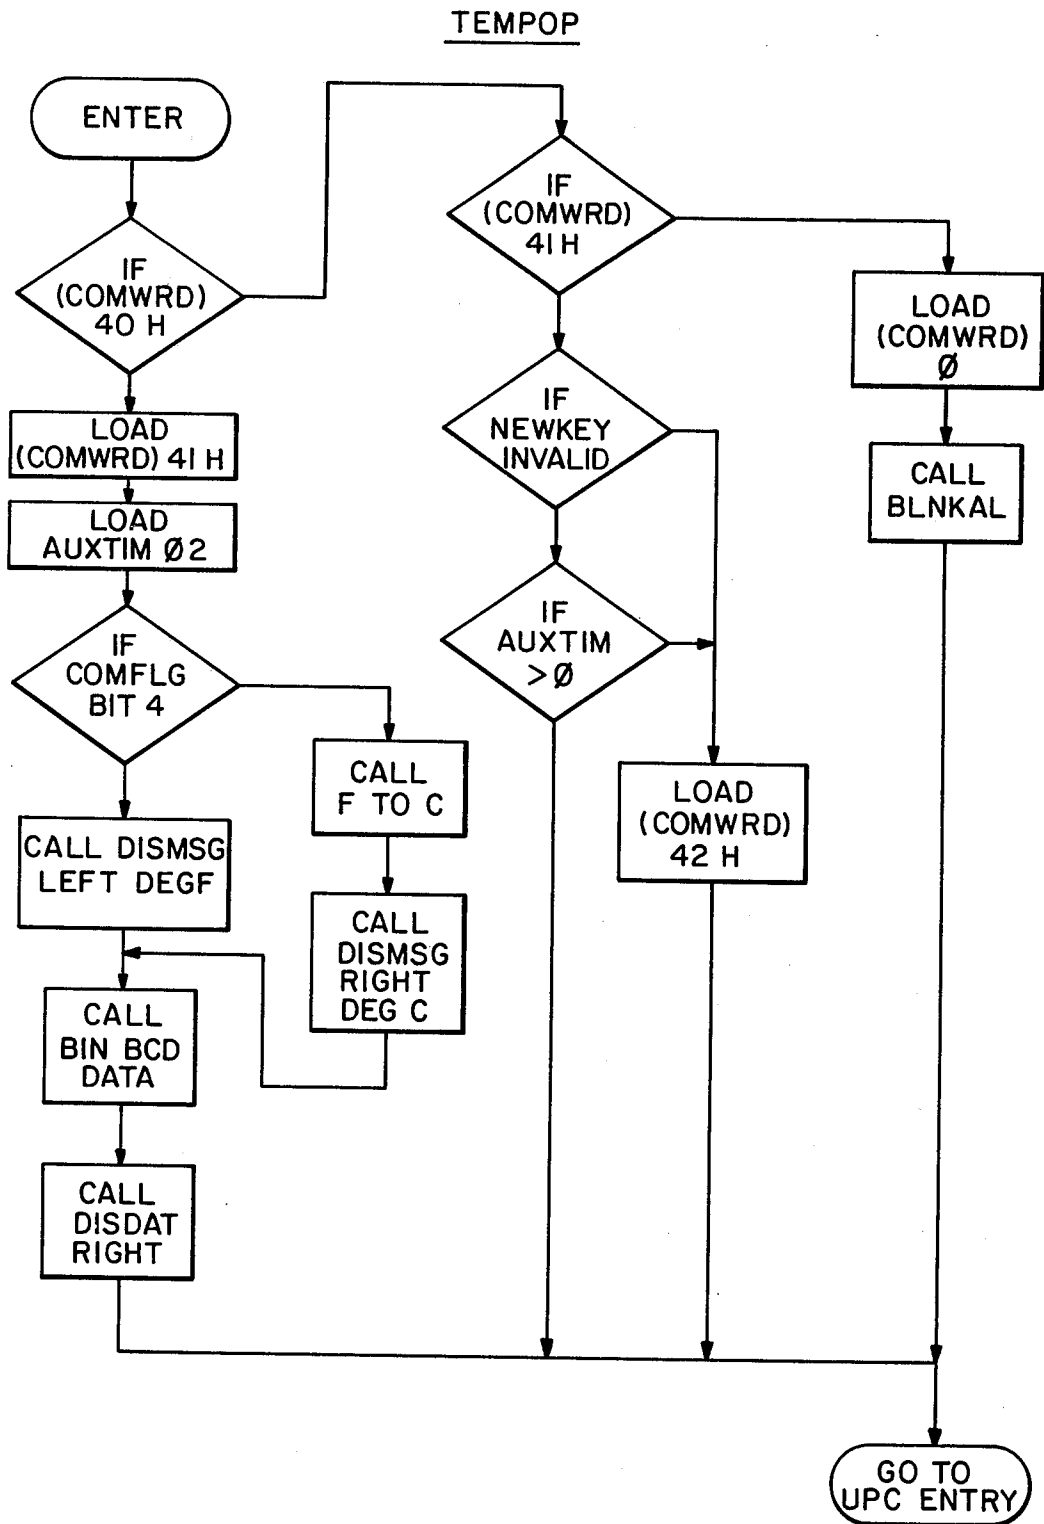 TEMPOP
ENTER
IF
(COMWRD)
40 H
LOAD
(COMWRD) 41 H
LOAD
AUXTIM Ø2
IF
COMFLG
BIT 4
CALL DISMSG
LEFT DEGF
CALL
BIN BCD
DATA
CALL
DISDAT
RIGHT
CALL
F TO C
CALL
DISMSG
RIGHT
DEG C
IF
(COMWRD)
41 H
IF
NEWKEY
INVALID
IF
AUXTIM
>Ø
LOAD
(COMWRD)
42 H
LOAD
(COMWRD)
Ø
CALL
BLNKAL
GO TO
UPC ENTRY